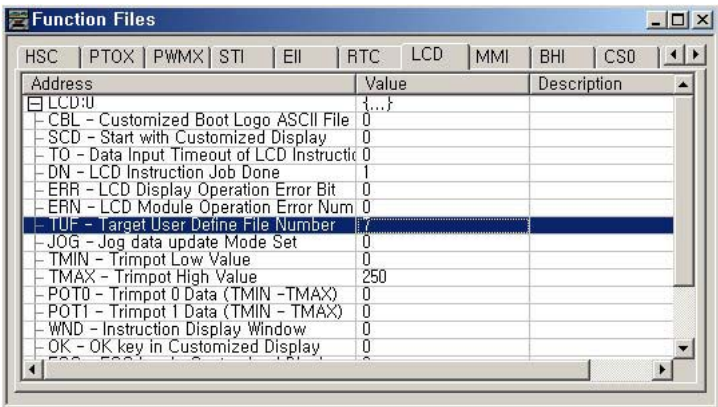 Function Files
HSC PTOX PWMX STI EII RTC LCD MMI BHI CS0
Address Value Description
LCD:0 {...}
CBL - Customized Boot Logo ASCII File 0
SCD - Start with Customized Display 0
TO - Data Input Timeout of LCD Instructic 0
DN - LCD Instruction Job Done 1
ERR - LCD Display Operation Error Bit 0
ERN - LCD Module Operation Error Num 0
TUF - Target User Define File Number 7
JOG - Jog data update Mode Set 0
TMIN - Trimpot Low Value 0
TMAX - Trimpot High Value 250
POT0 - Trimpot 0 Data (TMIN -TMAX) 0
POT1 - Trimpot 1 Data (TMIN - TMAX) 0
WND - Instruction Display Window 0
OK - OK key in Customized Display 0